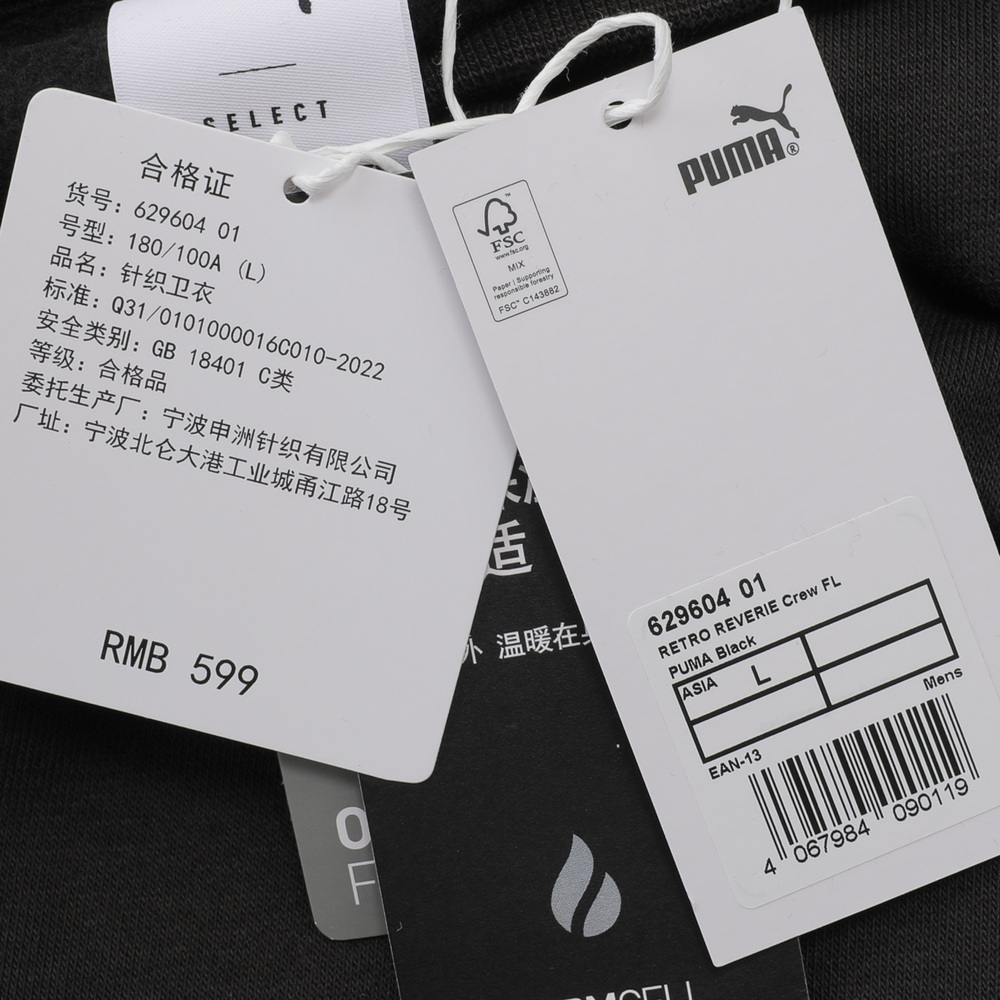 SELECT
合格证
货号: 629604 01
号型: 180/100A (L)
品名: 针织卫衣
标准: Q31/0101000016C010-2022
安全类别: GB 18401 C类
等级: 合格品
委托生产厂: 宁波申洲针织有限公司
厂址: 宁波北仑大港工业城甬江路18号
RMB 599
PUMA®
FSC
www.fsc.org
MIX
Paper | Supporting
responsible forestry
FSC™ C143882
适
温暖在
629604 01
RETRO REVERIE Crew FL
PUMA Black
ASIA L
Mens
EAN-13
4 067984 090119